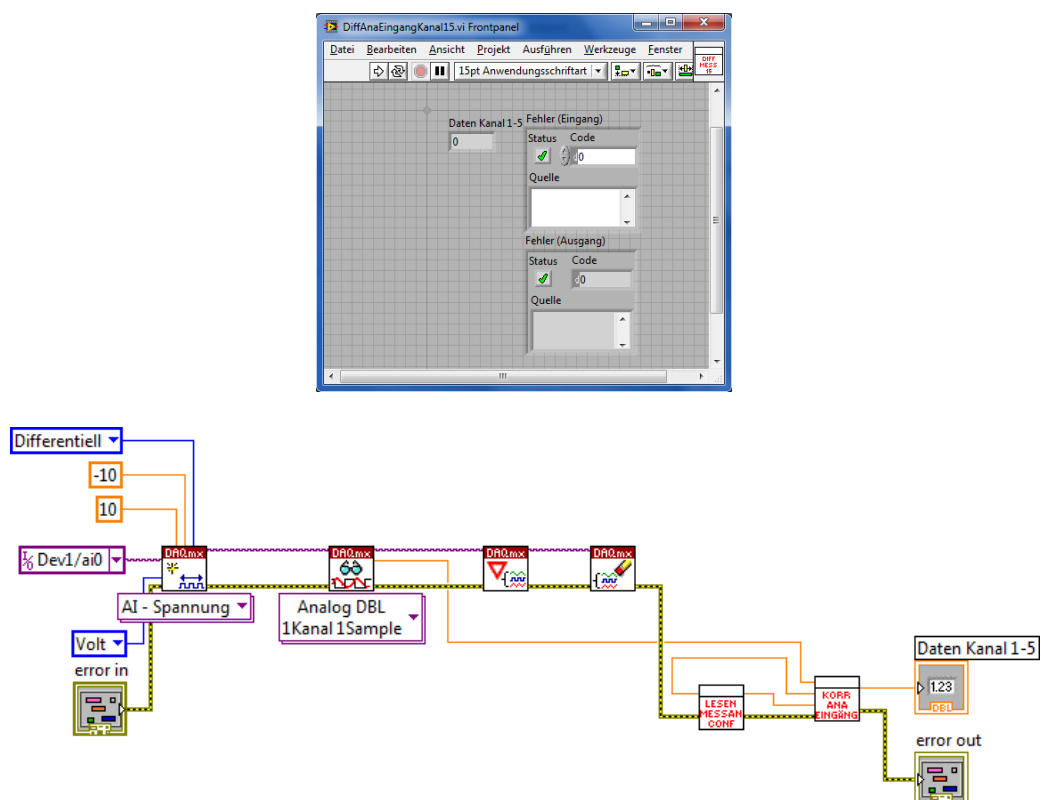 DiffAnaEingangKanal15.vi Frontpanel
Datei Bearbeiten Ansicht Projekt Ausführen Werkzeuge Fenster
15pt Anwendungsschriftart
DIFF
MESS
15
Daten Kanal 1-5
0
Fehler (Eingang)
Status Code
d0
Quelle
Fehler (Ausgang)
Status Code
d0
Quelle
Differentiell
-10
10
I/O Dev1/ai0
DAQmx
DAQmx
DAQmx
DAQmx
AI - Spannung
Analog DBL
1Kanal 1Sample
Volt
error in
LESEN
MESSAN
CONF
KORR
ANA
EINGÄNG
Daten Kanal 1-5
1.23
DBL
error out